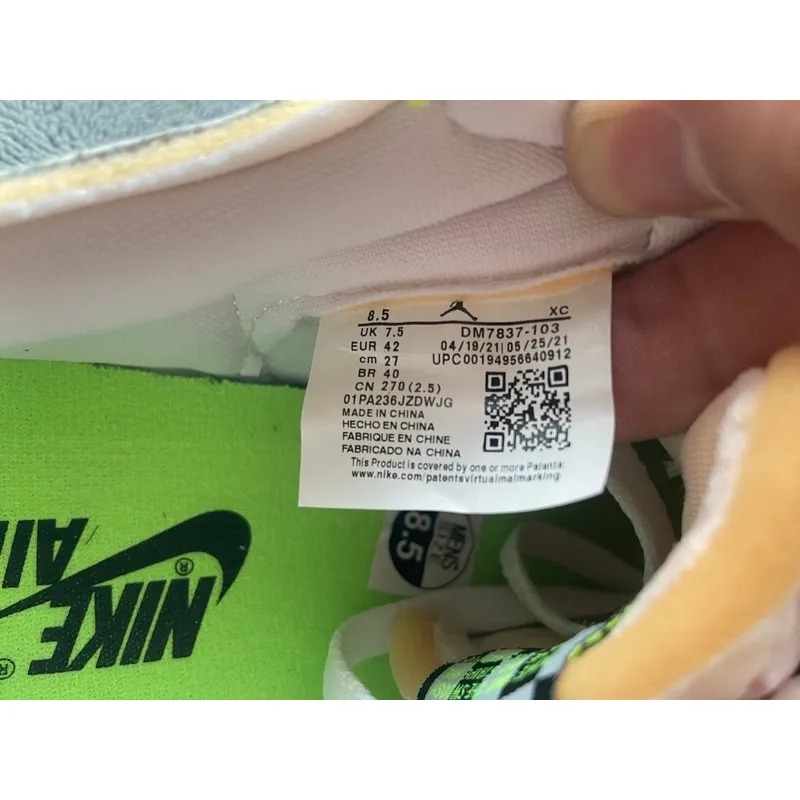 8.5 XC
UK 7.5 DM7837-103
EUR 42 04/19/21|05/25/21
cm 27 UPC00194956640912
BR 40
CN 270(2.5)
01PA236JZDWJG
MADE IN CHINA
HECHO EN CHINA
FABRIQUE EN CHINE
FABRICADO NA CHINA
This Product is covered by one or more Patents:
www.nike.com/patentsvirtualmalmarking
8.5
MENS
SIZE
NIKE®
AIR